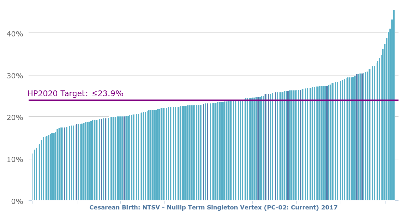 40%
30%
HP2020 Target: ≤23.9%
20%
10%
0%
Cesarean Birth: NTSV - Nullip Term Singleton Vertex (PC-02: Current) 2017